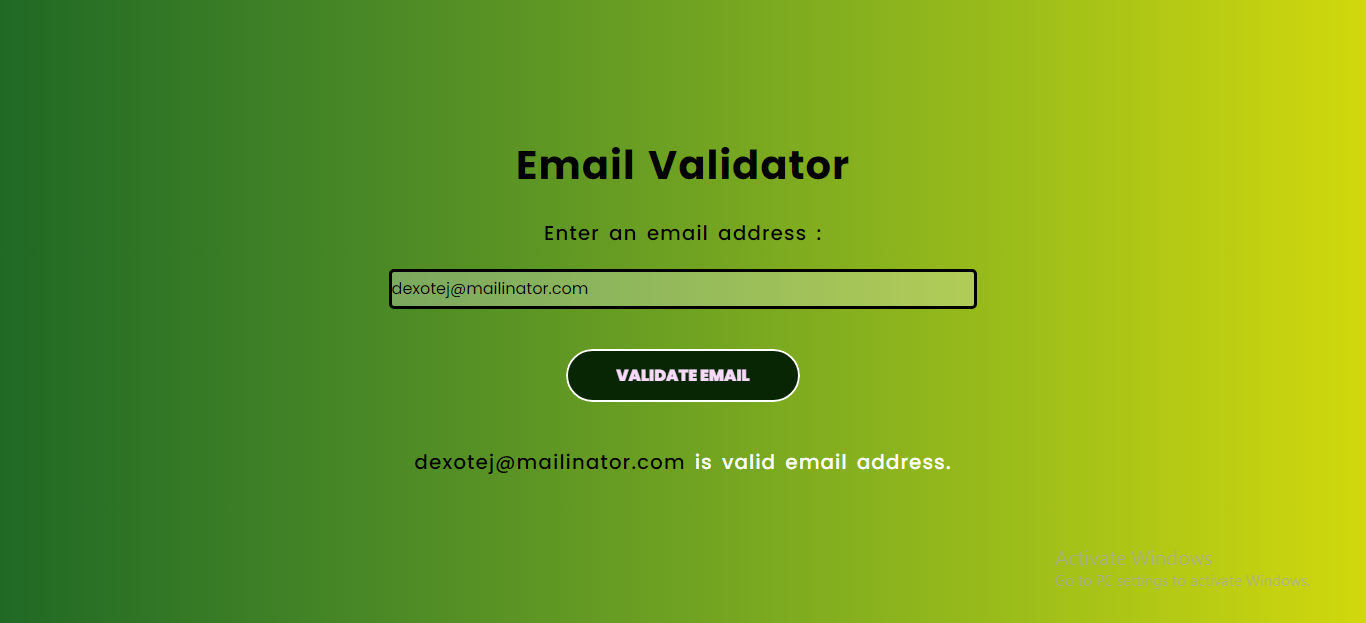 Email Validator
Enter an email address :
dexotej@mailinator.com
VALIDATE EMAIL
dexotej@mailinator.com is valid email address.
Activate Windows
Go to PC settings to activate Windows.